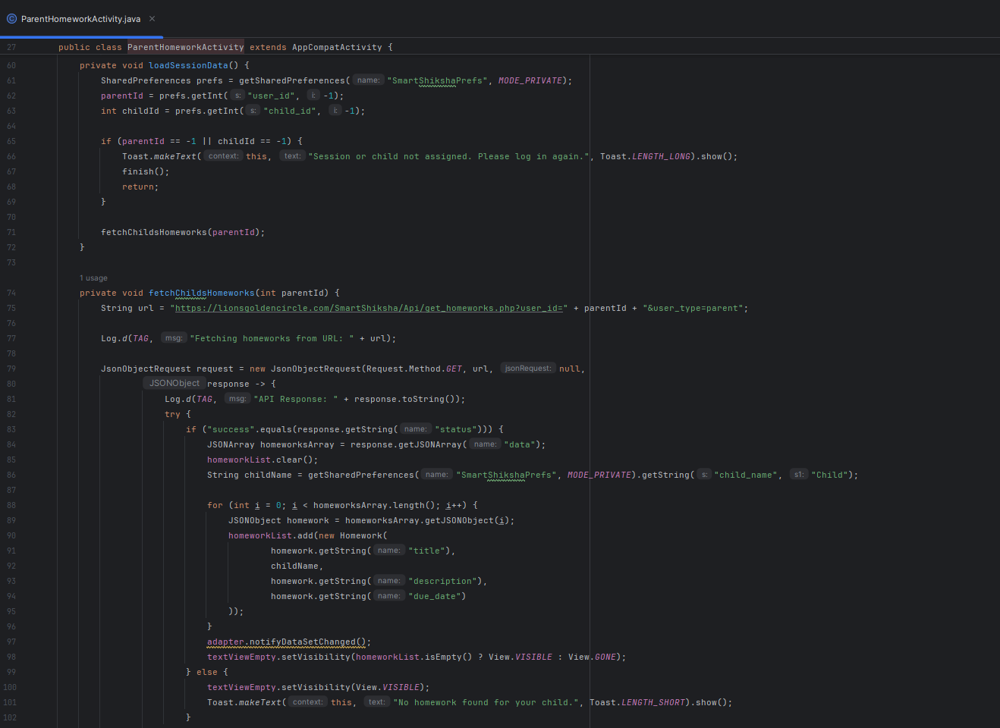 ParentHomeworkActivity.java
27 public class ParentHomeworkActivity extends AppCompatActivity {
60 private void loadSessionData() {
61 SharedPreferences prefs = getSharedPreferences( name: "SmartShikshaPrefs", MODE_PRIVATE);
62 parentId = prefs.getInt( s: "user_id", i: -1);
63 int childId = prefs.getInt( s: "child_id", i: -1);
64
65 if (parentId == -1 || childId == -1) {
66 Toast.makeText( context: this, text: "Session or child not assigned. Please log in again.", Toast.LENGTH_LONG).show();
67 finish();
68 return;
69 }
70
71 fetchChildsHomeworks(parentId);
72 }
73
1 usage
74 private void fetchChildsHomeworks(int parentId) {
75 String url = "https://lionsgoldencircle.com/SmartShiksha/Api/get_homeworks.php?user_id=" + parentId + "&user_type=parent";
76
77 Log.d(TAG, msg: "Fetching homeworks from URL: " + url);
78
79 JsonObjectRequest request = new JsonObjectRequest(Request.Method.GET, url, jsonRequest: null,
80 JSONObject response -> {
81 Log.d(TAG, msg: "API Response: " + response.toString());
82 try {
83 if ("success".equals(response.getString( name: "status"))) {
84 JSONArray homeworksArray = response.getJSONArray( name: "data");
85 homeworkList.clear();
86 String childName = getSharedPreferences( name: "SmartShikshaPrefs", MODE_PRIVATE).getString( s: "child_name", s1: "Child");
87
88 for (int i = 0; i < homeworksArray.length(); i++) {
89 JSONObject homework = homeworksArray.getJSONObject(i);
90 homeworkList.add(new Homework(
91 homework.getString( name: "title"),
92 childName,
93 homework.getString( name: "description"),
94 homework.getString( name: "due_date")
95 ));
96 }
97 adapter.notifyDataSetChanged();
98 textViewEmpty.setVisibility(homeworkList.isEmpty() ? View.VISIBLE : View.GONE);
99 } else {
100 textViewEmpty.setVisibility(View.VISIBLE);
101 Toast.makeText( context: this, text: "No homework found for your child.", Toast.LENGTH_SHORT).show();
102 }